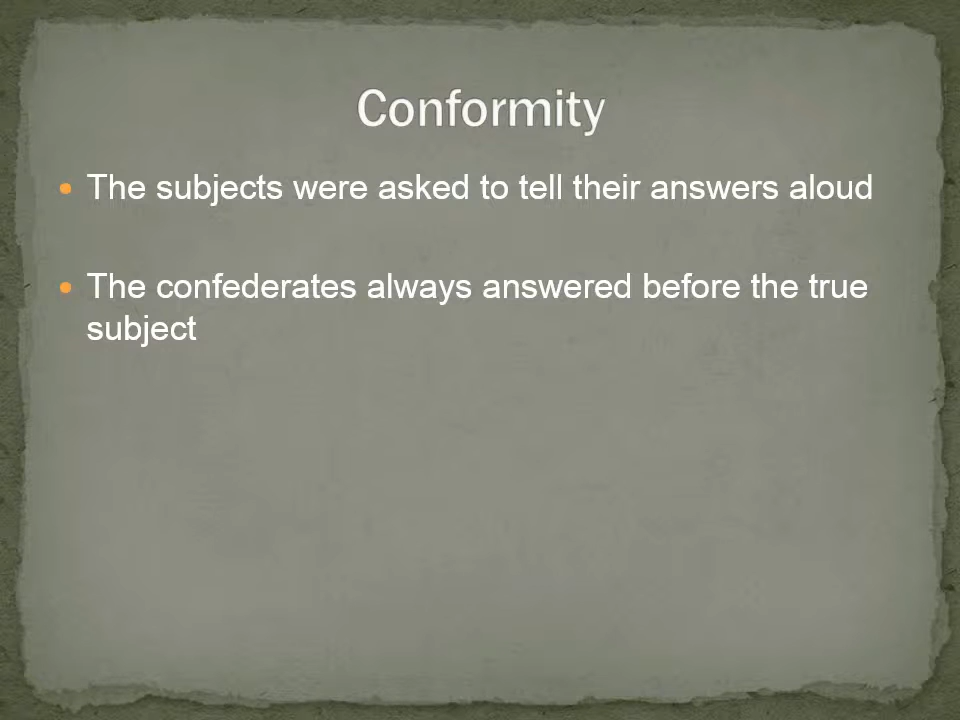 Conformity
The subjects were asked to tell their answers aloud
The confederates always answered before the true
subject